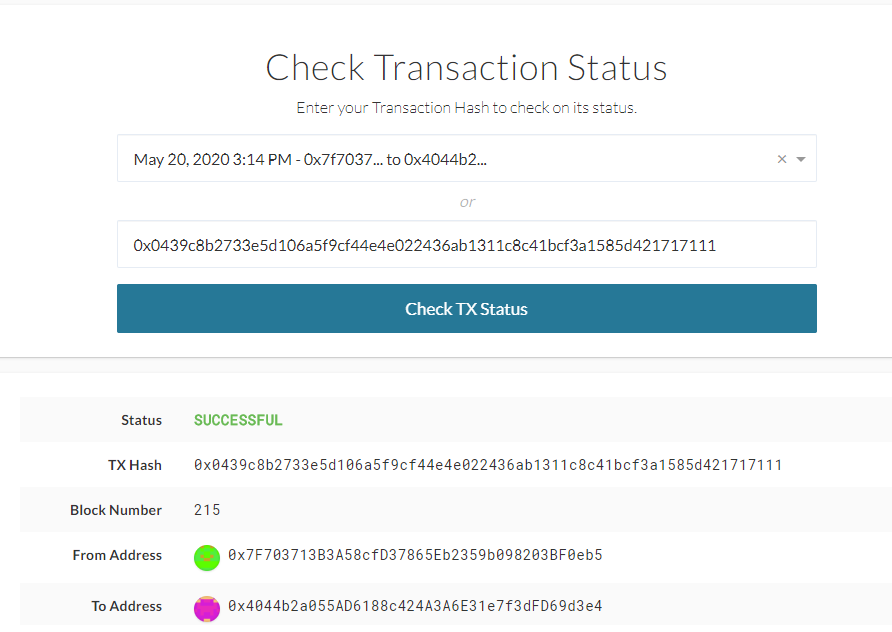 Check Transaction Status
Enter your Transaction Hash to check on its status.
May 20, 2020 3:14 PM - 0x7f7037... to 0x4044b2...
or
0x0439c8b2733e5d106a5f9cf44e4e022436ab1311c8c41bcf3a1585d421717111
Check TX Status
Status SUCCESSFUL
TX Hash 0x0439c8b2733e5d106a5f9cf44e4e022436ab1311c8c41bcf3a1585d421717111
Block Number 215
From Address 0x7F703713B3A58cfD37865Eb2359b098203BF0eb5
To Address 0x4044b2a055AD6188c424A3A6E31e7f3dFD69d3e4